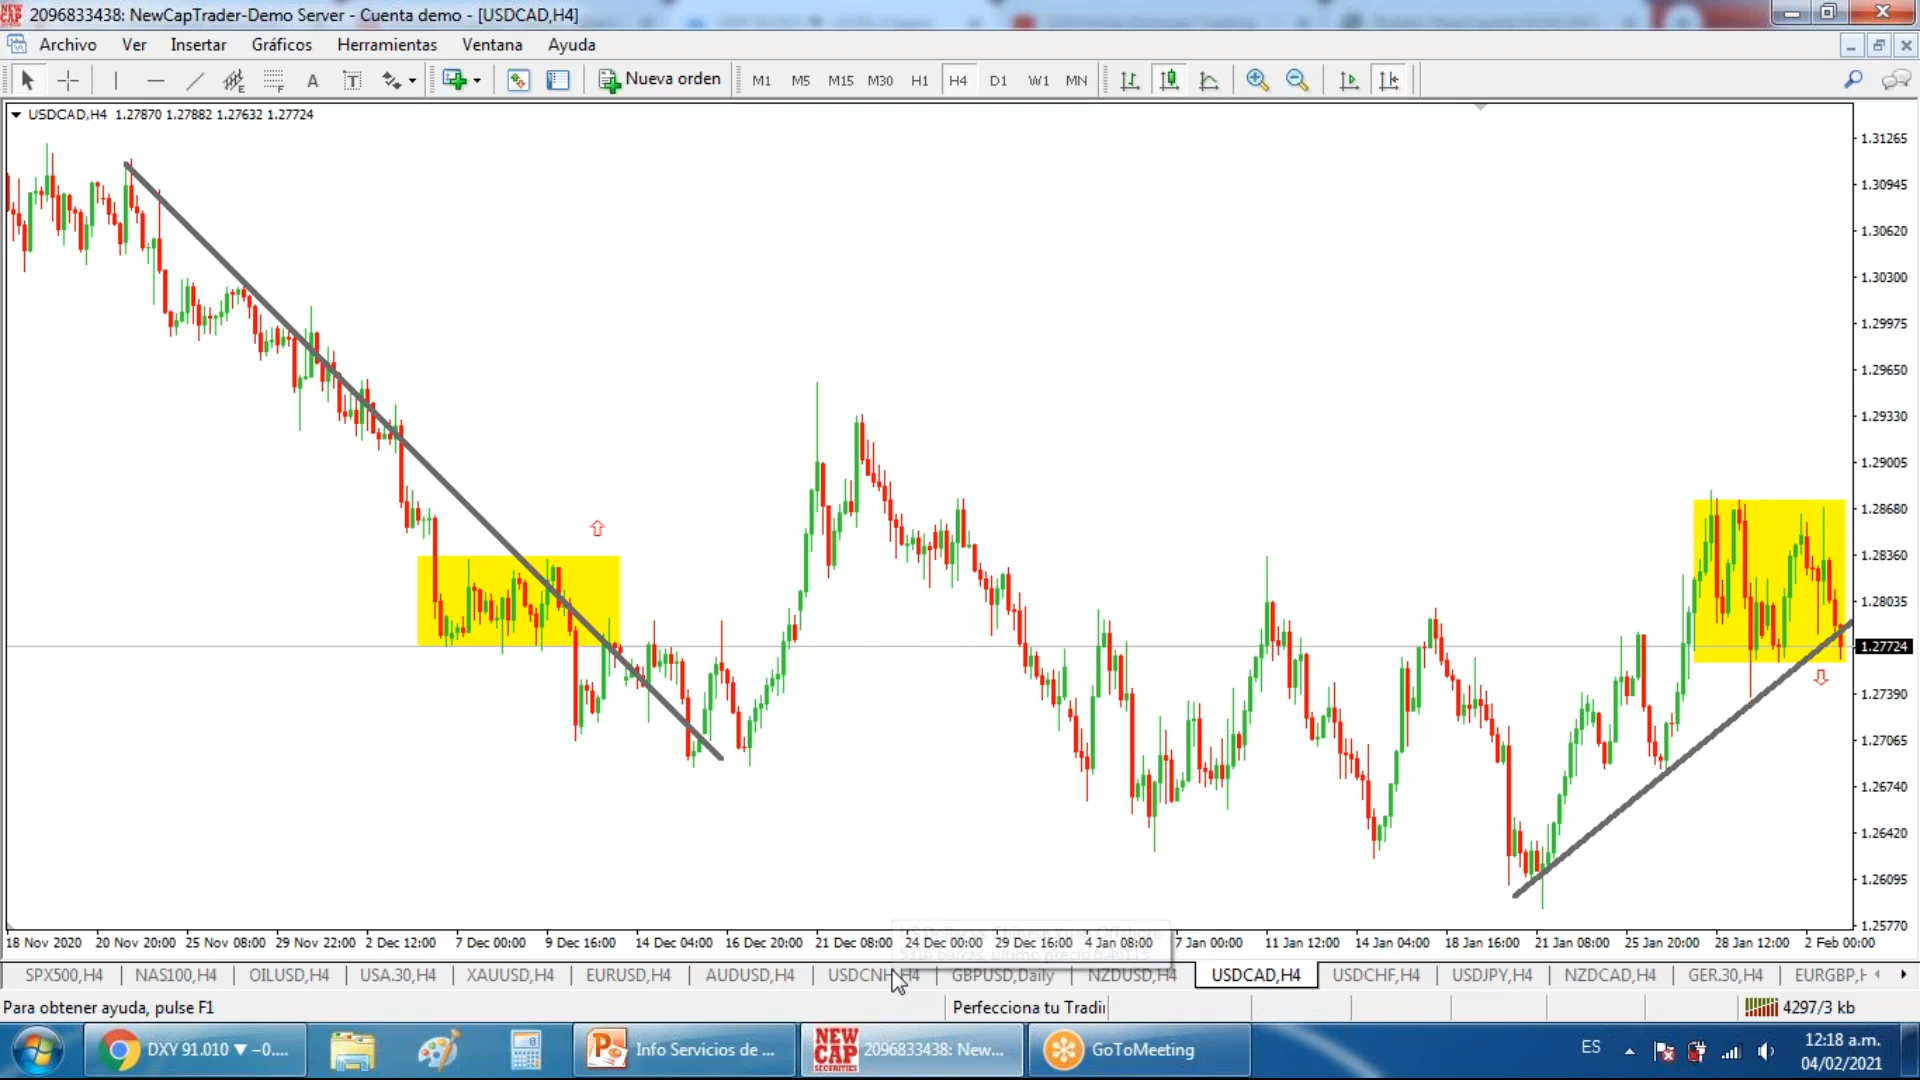 NEW CAP 2096833438: NewCapTrader-Demo Server - Cuenta demo - [USDCAD,H4]
Archivo Ver Insertar Gráficos Herramientas Ventana Ayuda
A T E F Nueva orden M1 M5 M15 M30 H1 H4 D1 W1 MN
USDCAD,H4 1.27870 1.27882 1.27632 1.27724
1.31265
1.30945
1.30620
1.30300
1.29975
1.29650
1.29330
1.29005
1.28680
1.28360
1.28035
1.27724
1.27390
1.27065
1.26740
1.26420
1.26095
1.25770
18 Nov 2020 20 Nov 20:00 25 Nov 08:00 29 Nov 22:00 2 Dec 12:00 7 Dec 00:00 9 Dec 16:00 14 Dec 04:00 16 Dec 20:00 21 Dec 08:00 24 Dec 00:00 29 Dec 16:00 4 Jan 08:00 7 Jan 00:00 11 Jan 12:00 14 Jan 04:00 18 Jan 16:00 21 Jan 08:00 25 Jan 20:00 28 Jan 12:00 2 Feb 00:00
SPX500,H4 NAS100,H4 OILUSD,H4 USA.30,H4 XAUUSD,H4 EURUSD,H4 AUDUSD,H4 USDCNH,H4 GBPUSD,Daily NZDUSD,H4 USDCAD,H4 USDCHF,H4 USDJPY,H4 NZDCAD,H4 GER.30,H4 EURGBP,H
Para obtener ayuda, pulse F1 Perfecciona tu Tradin 4297/3 kb
DXY 91.010 ▼ −0.... Info Servicios de ... NEW CAP SECURITIES 2096833438: New... GoToMeeting ES 12:18 a.m.
04/02/2021